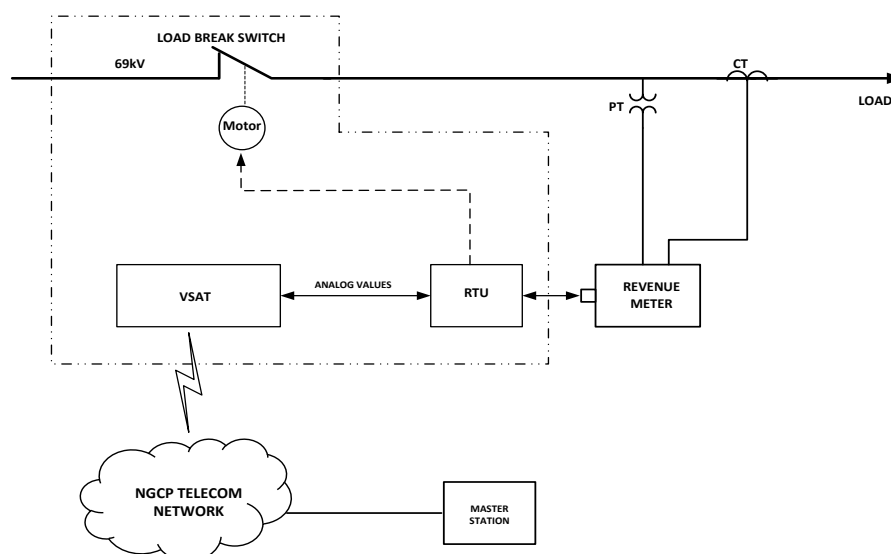 LOAD BREAK SWITCH
69kV
CT
LOAD
PT
Motor
VSAT
ANALOG VALUES
RTU
REVENUE
METER
NGCP TELECOM
NETWORK
MASTER
STATION